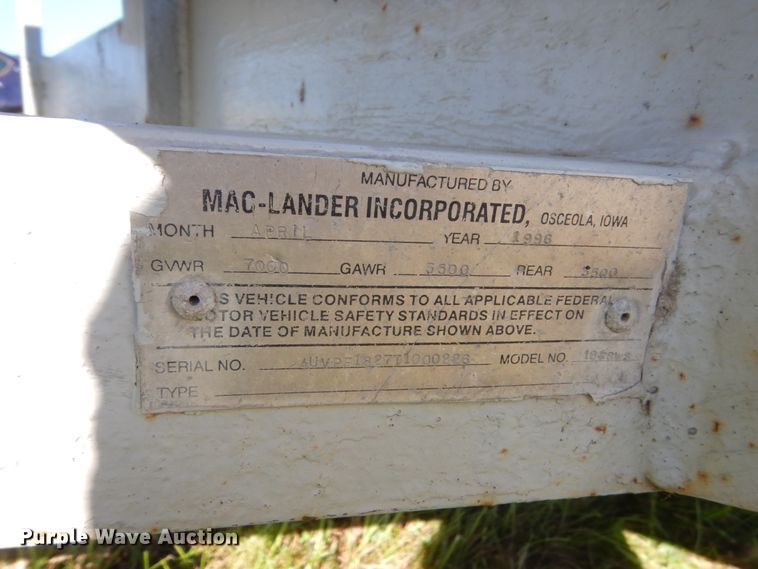 MANUFACTURED BY
MAC-LANDER INCORPORATED, OSCEOLA, IOWA
MONTH APRIL YEAR 1996
GVWR 7000 GAWR 3500 REAR 3500
VEHICLE CONFORMS TO ALL APPLICABLE FEDERAL
MOTOR VEHICLE SAFETY STANDARDS IN EFFECT ON
THE DATE OF MANUFACTURE SHOWN ABOVE.
SERIAL NO. MODEL NO.
TYPE
Purple Wave Auction